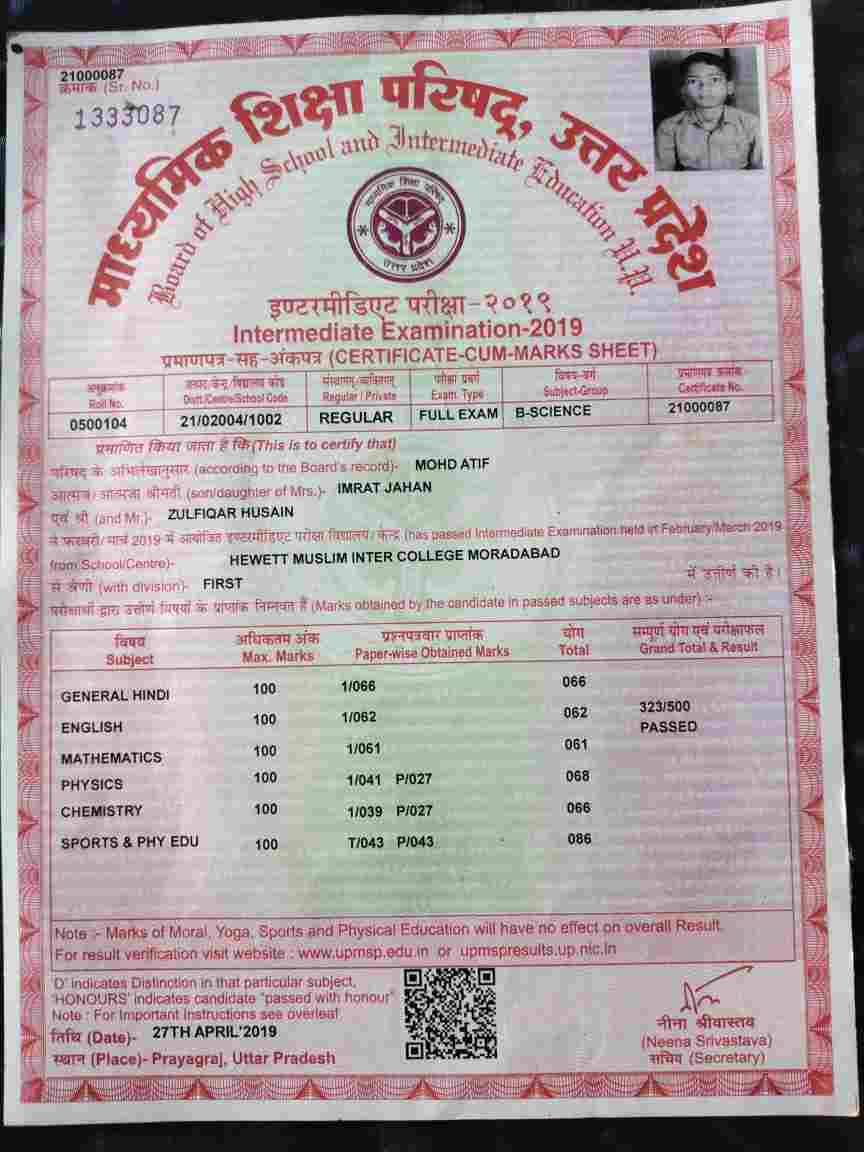 21000087
क्रमांक (Sr. No.)
1333087
माध्यमिक शिक्षा परिषद्, उत्तर प्रदेश
Board of High School and Intermediate Education U.P.
माध्यमिक शिक्षा परिषद
उत्तर प्रदेश
इण्टरमीडिएट परीक्षा-२०१९
Intermediate Examination-2019
प्रमाणपत्र-सह-अंकपत्र (CERTIFICATE-CUM-MARKS SHEET)
अनुक्रमांक जनपद/केन्द्र/विद्यालय कोड संस्थागत/व्यक्तिगत परीक्षा प्रकार विषय-वर्ग प्रमाणपत्र क्रमांक
Roll No. Distt./Centre/School Code Regular / Private Exam. Type Subject-Group Certificate No.
0500104 21/02004/1002 REGULAR FULL EXAM B-SCIENCE 21000087
प्रमाणित किया जाता है कि (This is to certify that)
परिषद के अभिलेखानुसार (according to the Board's record)- MOHD ATIF
आत्मज/ आत्मजा श्रीमती (son/daughter of Mrs.)- IMRAT JAHAN
एवं श्री (and Mr.)- ZULFIQAR HUSAIN
ने फरवरी/ मार्च 2019 में आयोजित इण्टरमीडिएट परीक्षा विद्यालय/ केन्द्र (has passed Intermediate Examination held in February/March 2019
from School/Centre)- HEWETT MUSLIM INTER COLLEGE MORADABAD
से श्रेणी (with division)- FIRST में उत्तीर्ण की है।
परीक्षार्थी द्वारा उत्तीर्ण विषयों के प्राप्तांक निम्नवत हैं (Marks obtained by the candidate in passed subjects are as under) :-
विषय अधिकतम अंक प्रश्नपत्रवार प्राप्तांक योग सम्पूर्ण योग एवं परीक्षाफल
Subject Max. Marks Paper-wise Obtained Marks Total Grand Total & Result
GENERAL HINDI 100 1/066 066
ENGLISH 100 1/062 062 323/500
PASSED
MATHEMATICS 100 1/061 061
PHYSICS 100 1/041 P/027 068
CHEMISTRY 100 1/039 P/027 066
SPORTS & PHY EDU 100 T/043 P/043 086
Note :- Marks of Moral, Yoga, Sports and Physical Education will have no effect on overall Result.
For result verification visit website : www.upmsp.edu.in or upmspresults.up.nic.in
'D' indicates Distinction in that particular subject,
'HONOURS' indicates candidate "passed with honour"
Note : For Important Instructions see overleaf
तिथि (Date)- 27TH APRIL'2019
स्थान (Place)- Prayagraj, Uttar Pradesh
नीना श्रीवास्तव
(Neena Srivastava)
सचिव (Secretary)